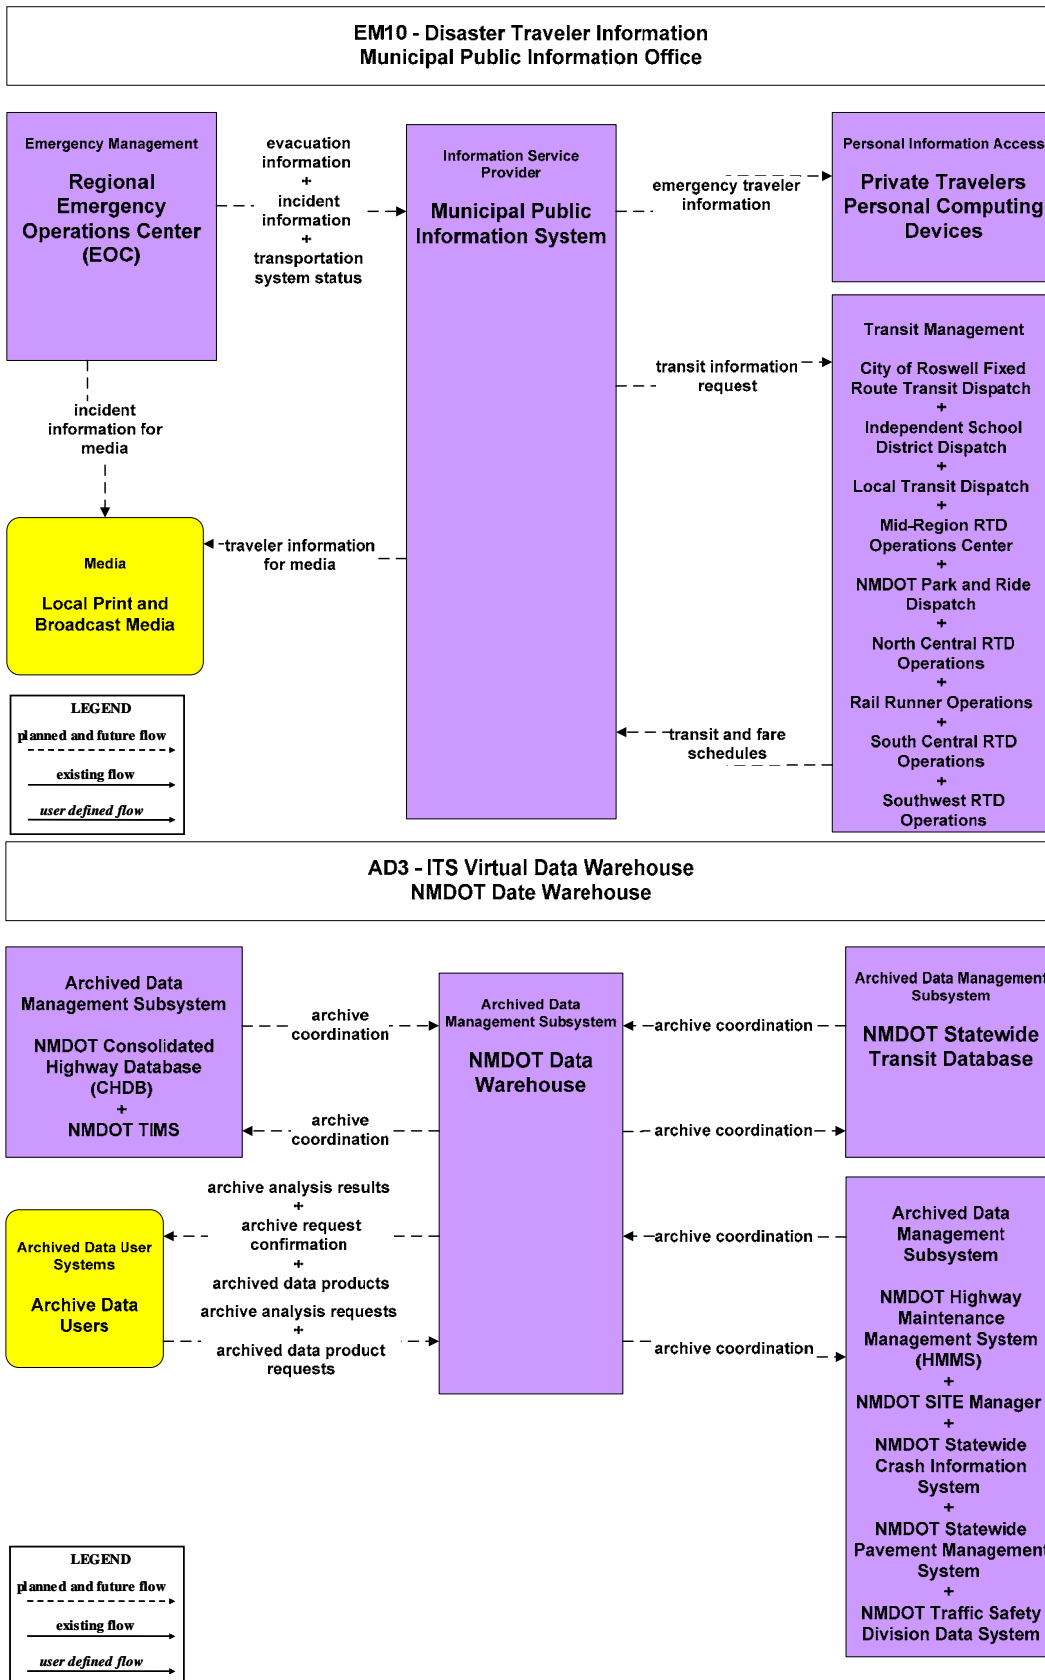 EM10 - Disaster Traveler Information
Municipal Public Information Office
Emergency Management
Regional
Emergency
Operations Center
(EOC)
evacuation
information
+
incident
information
+
transportation
system status
Information Service
Provider
Municipal Public
Information System
emergency traveler
information
Personal Information Access
Private Travelers
Personal Computing
Devices
incident
information for
media
Media
Local Print and
Broadcast Media
traveler information
for media
transit information
request
transit and fare
schedules
Transit Management
City of Roswell Fixed
Route Transit Dispatch
+
Independent School
District Dispatch
+
Local Transit Dispatch
+
Mid-Region RTD
Operations Center
+
NMDOT Park and Ride
Dispatch
+
North Central RTD
Operations
+
Rail Runner Operations
+
South Central RTD
Operations
+
Southwest RTD
Operations
LEGEND
planned and future flow
existing flow
user defined flow
AD3 - ITS Virtual Data Warehouse
NMDOT Date Warehouse
Archived Data
Management Subsystem
NMDOT Consolidated
Highway Database
(CHDB)
+
NMDOT TIMS
archive
coordination
archive
coordination
Archived Data
Management Subsystem
NMDOT Data
Warehouse
archive coordination
archive coordination
Archived Data Management
Subsystem
NMDOT Statewide
Transit Database
Archived Data User
Systems
Archive Data
Users
archive analysis results
+
archive request
confirmation
+
archived data products
archive analysis requests
+
archived data product
requests
archive coordination
archive coordination
Archived Data
Management
Subsystem
NMDOT Highway
Maintenance
Management System
(HMMS)
+
NMDOT SITE Manager
+
NMDOT Statewide
Crash Information
System
+
NMDOT Statewide
Pavement Management
System
+
NMDOT Traffic Safety
Division Data System
LEGEND
planned and future flow
existing flow
user defined flow